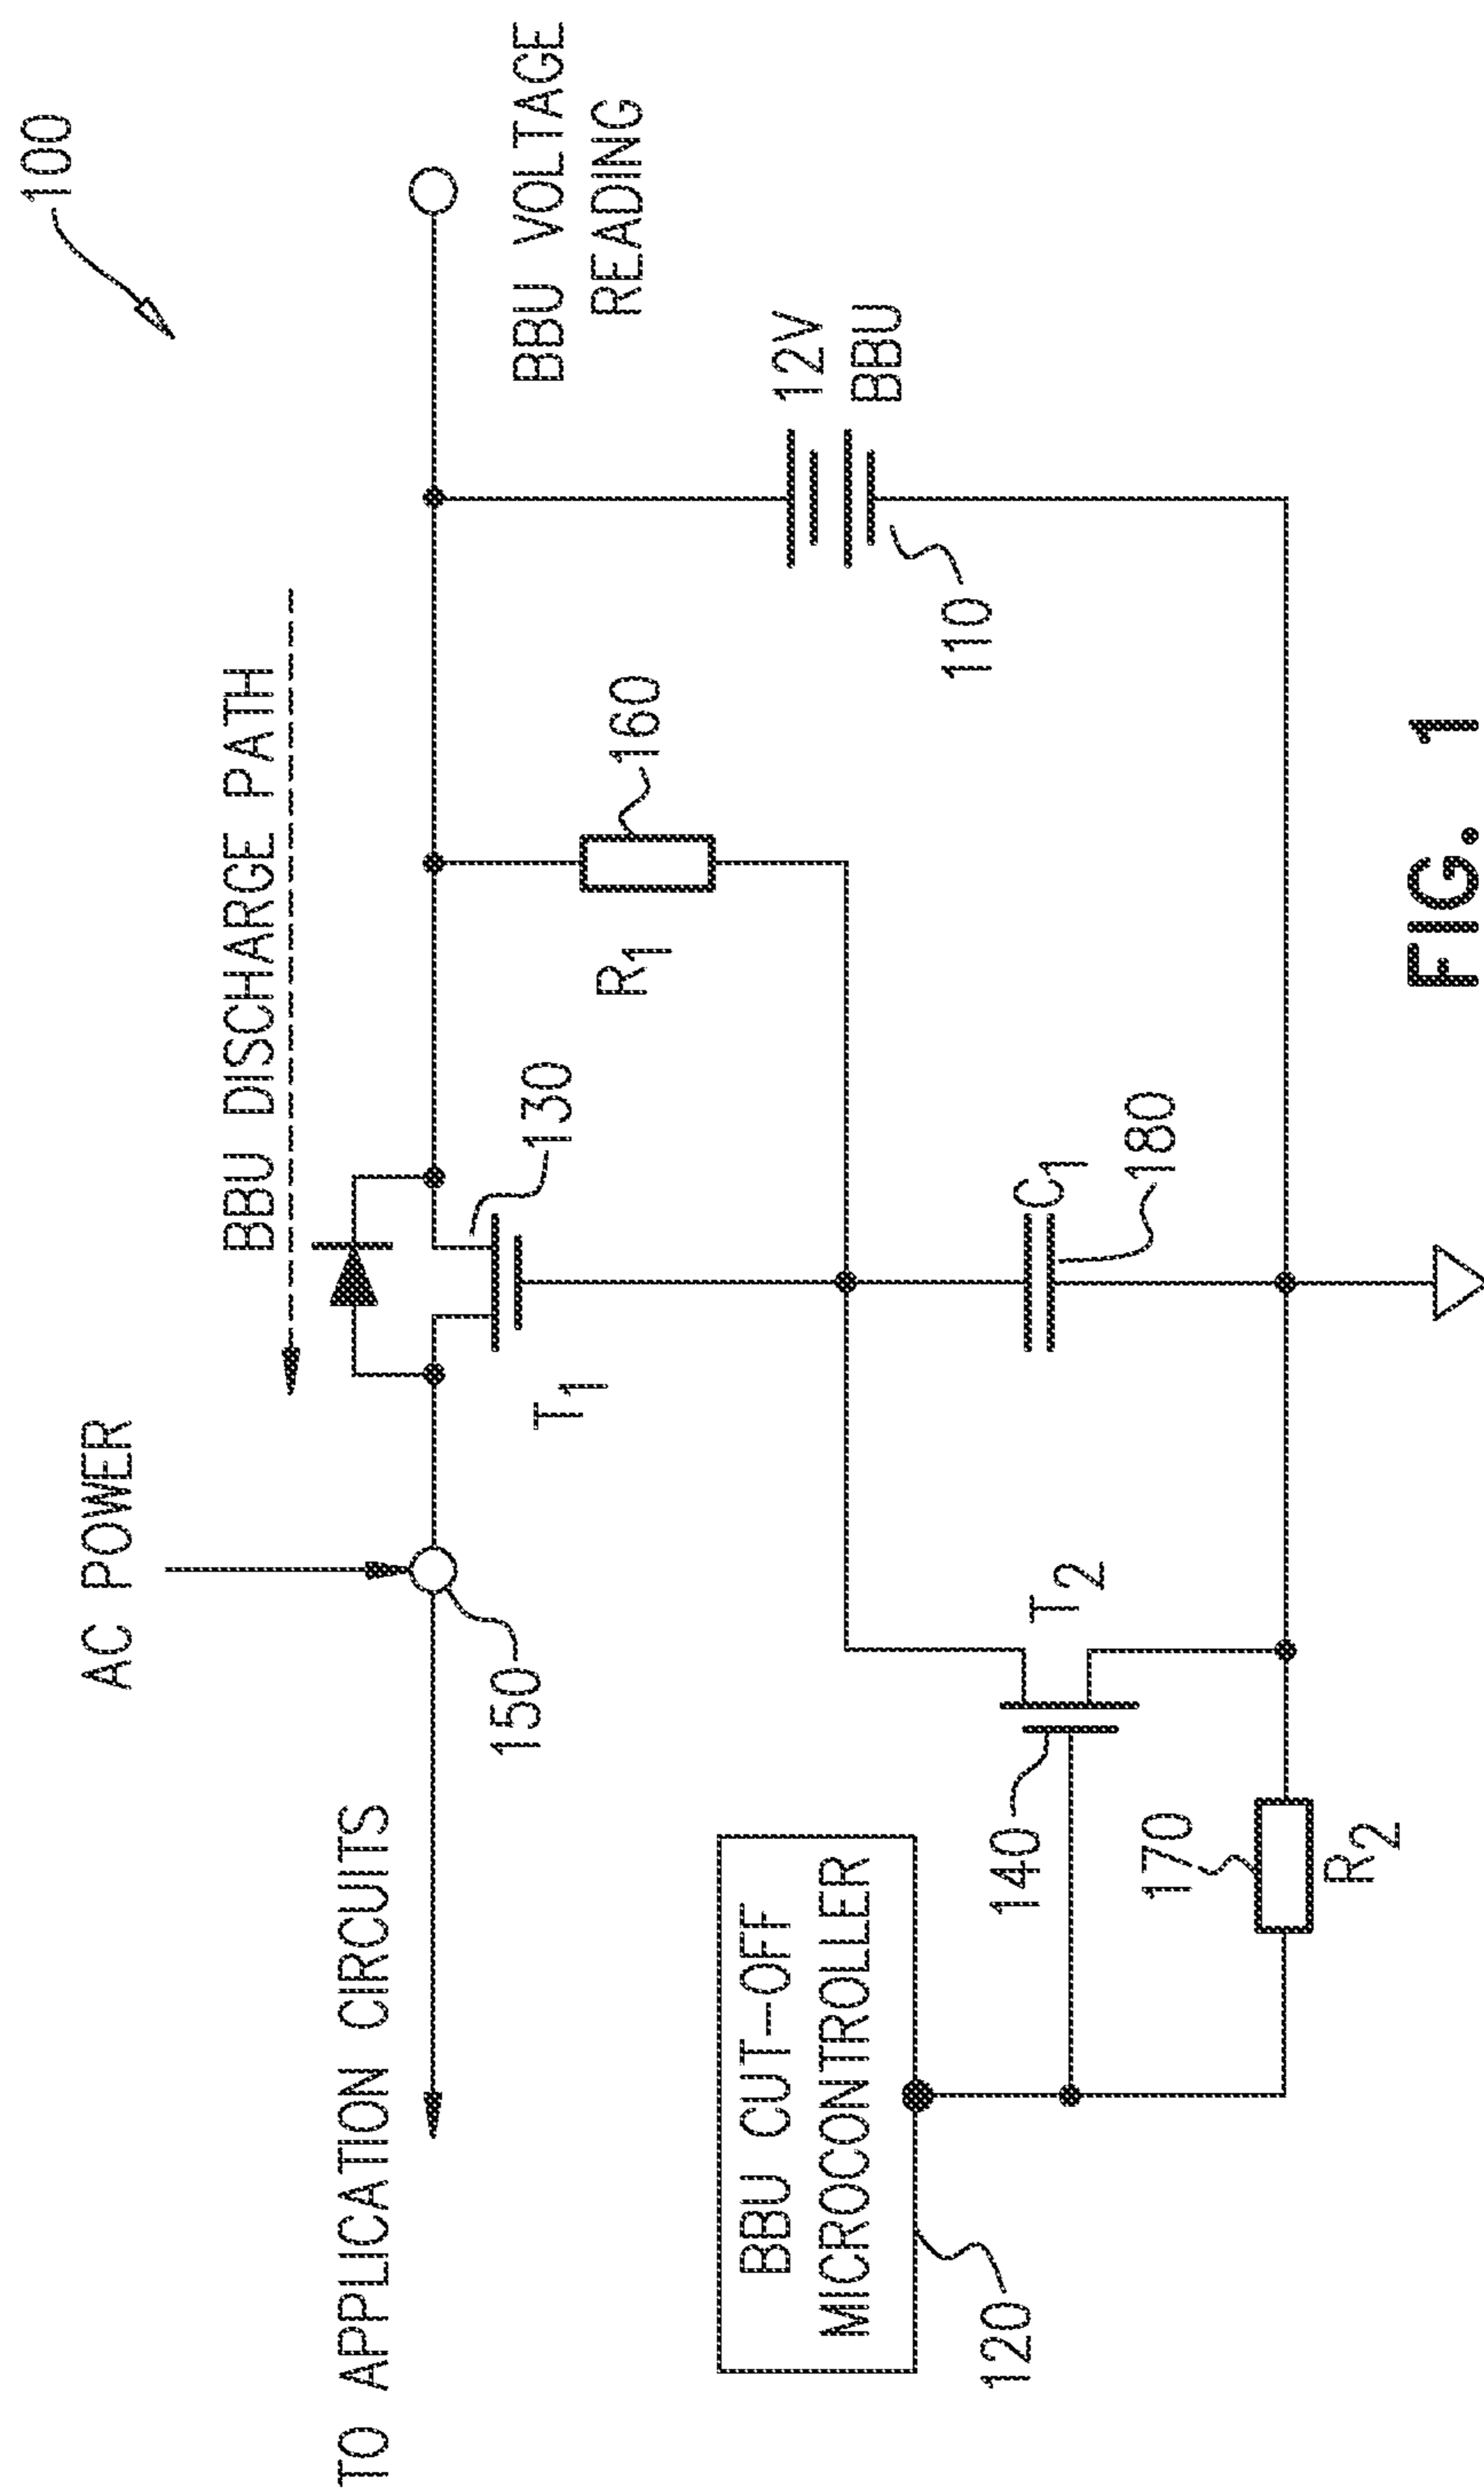 100
AC POWER
BBU DISCHARGE PATH
TO APPLICATION CIRCUITS
150
T1
130
R1
160
BBU VOLTAGE
READING
12V
BBU
110
BBU CUT-OFF
MICROCONTROLLER
120
140
T2
C1
180
170
R2
FIG. 1